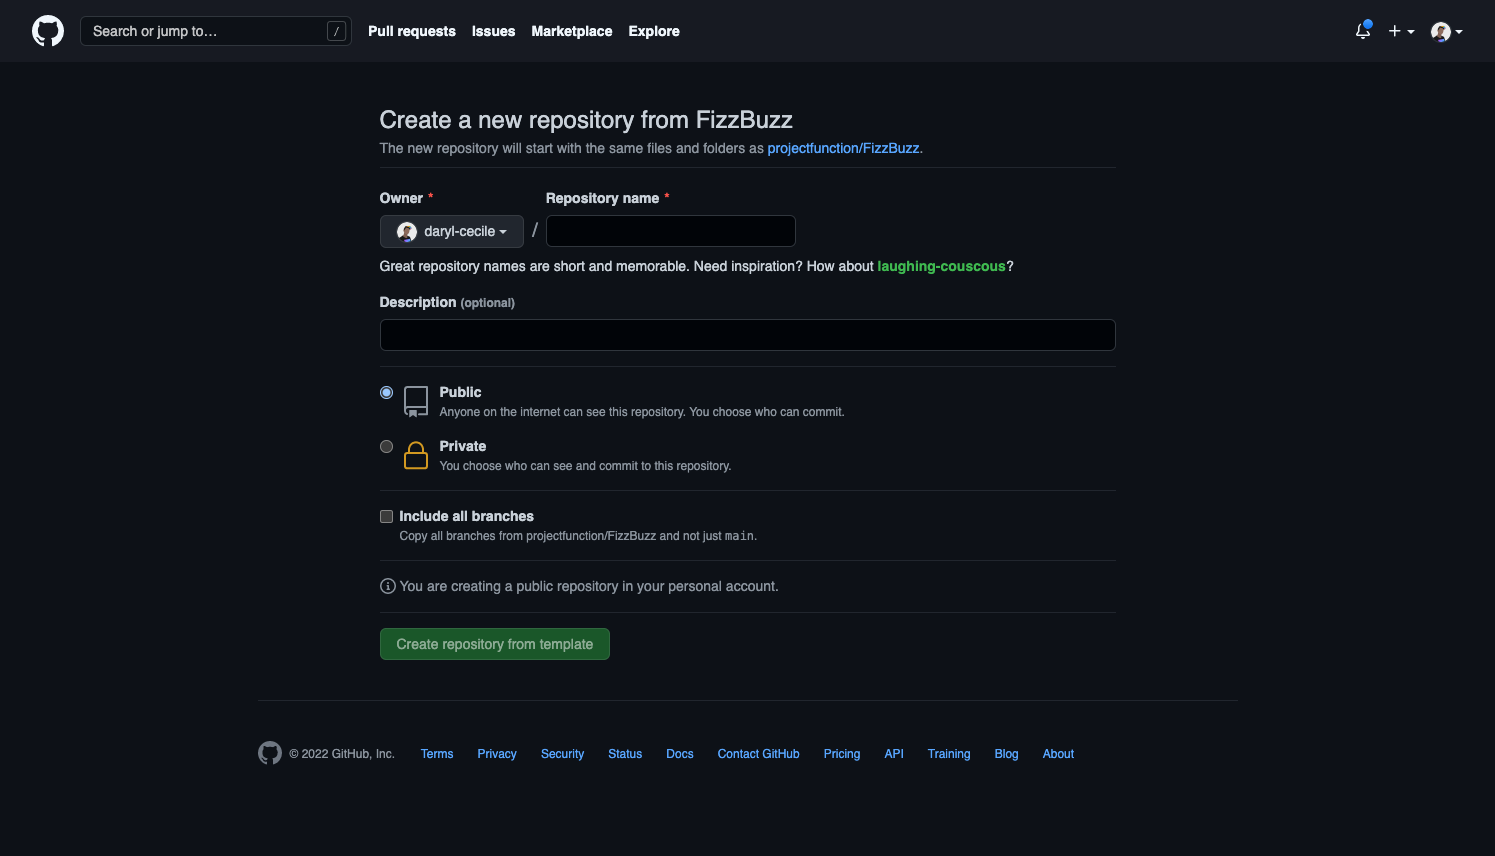 Search or jump to… /
Pull requests Issues Marketplace Explore
Create a new repository from FizzBuzz
The new repository will start with the same files and folders as projectfunction/FizzBuzz.
Owner * Repository name *
daryl-cecile /
Great repository names are short and memorable. Need inspiration? How about laughing-couscous?
Description (optional)
Public
Anyone on the internet can see this repository. You choose who can commit.
Private
You choose who can see and commit to this repository.
Include all branches
Copy all branches from projectfunction/FizzBuzz and not just main.
You are creating a public repository in your personal account.
Create repository from template
© 2022 GitHub, Inc. Terms Privacy Security Status Docs Contact GitHub Pricing API Training Blog About